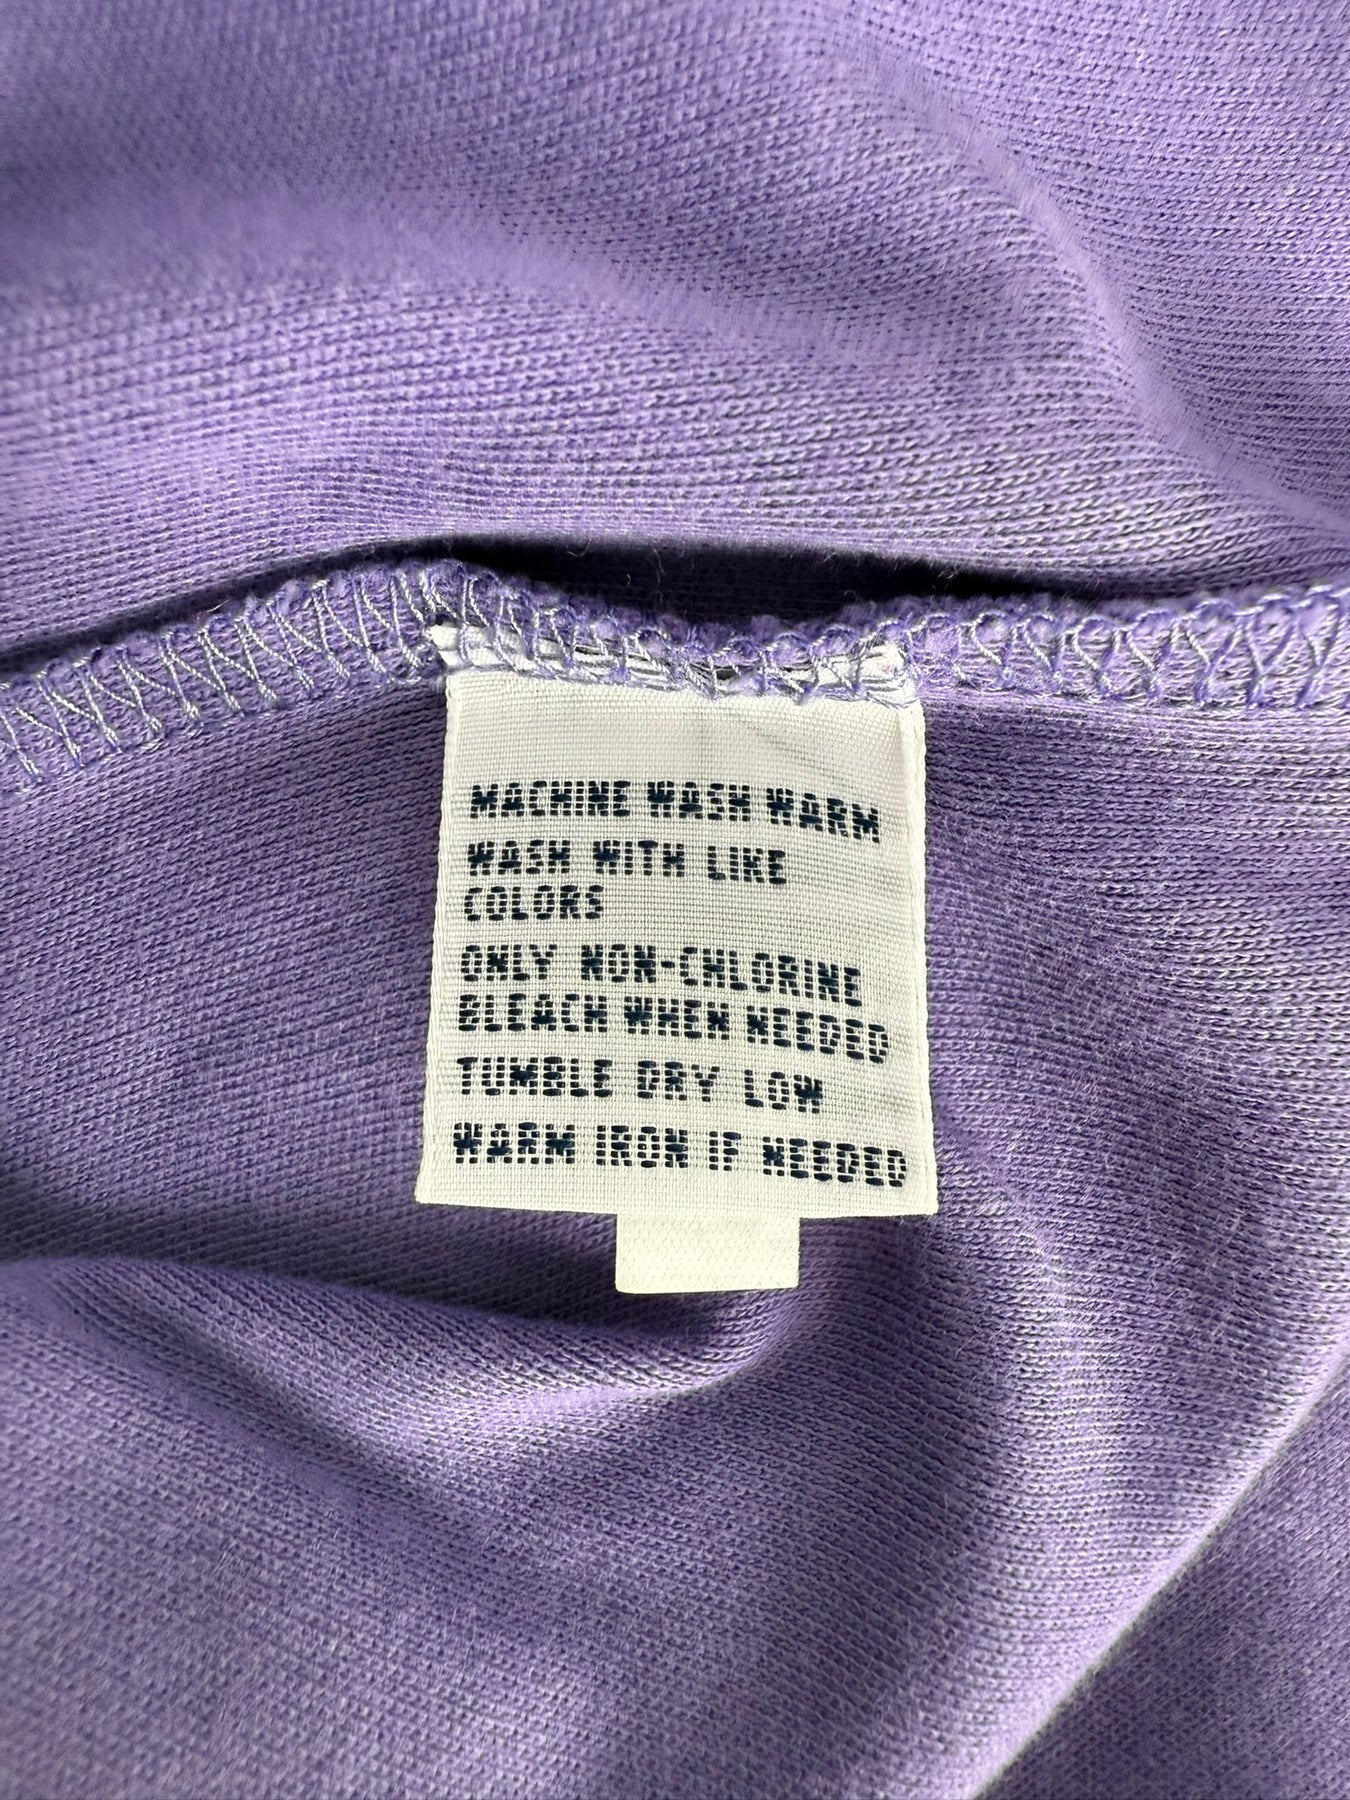 MACHINE WASH WARM
WASH WITH LIKE
COLORS
ONLY NON-CHLORINE
BLEACH WHEN NEEDED
TUMBLE DRY LOW
WARM IRON IF NEEDED